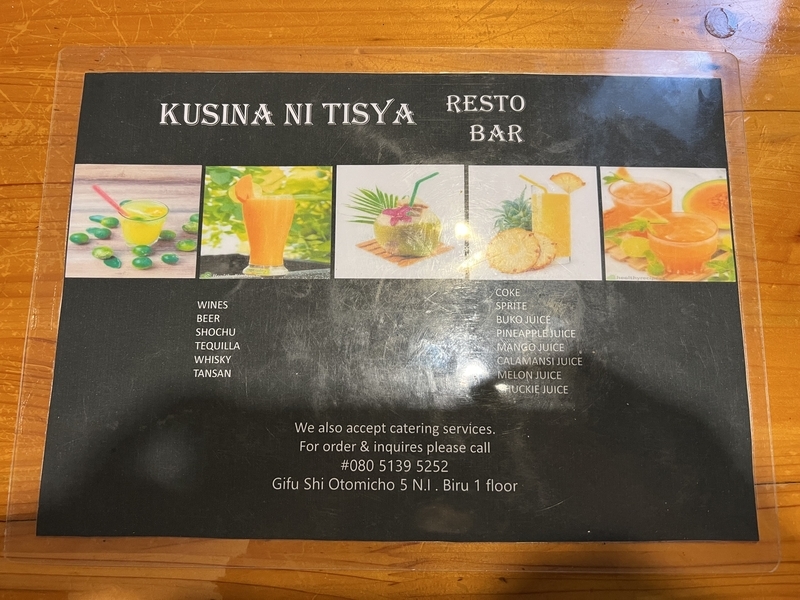 KUSINA NI TISYA
RESTO
BAR
WINES
BEER
SHOCHU
TEQUILLA
WHISKY
TANSAN
COKE
SPRITE
BUKO JUICE
PINEAPPLE JUICE
MANGO JUICE
CALAMANSI JUICE
MELON JUICE
CHUCKIE JUICE
We also accept catering services.
For order & inquires please call
#080 5139 5252
Gifu Shi Otomicho 5 N.I . Biru 1 floor